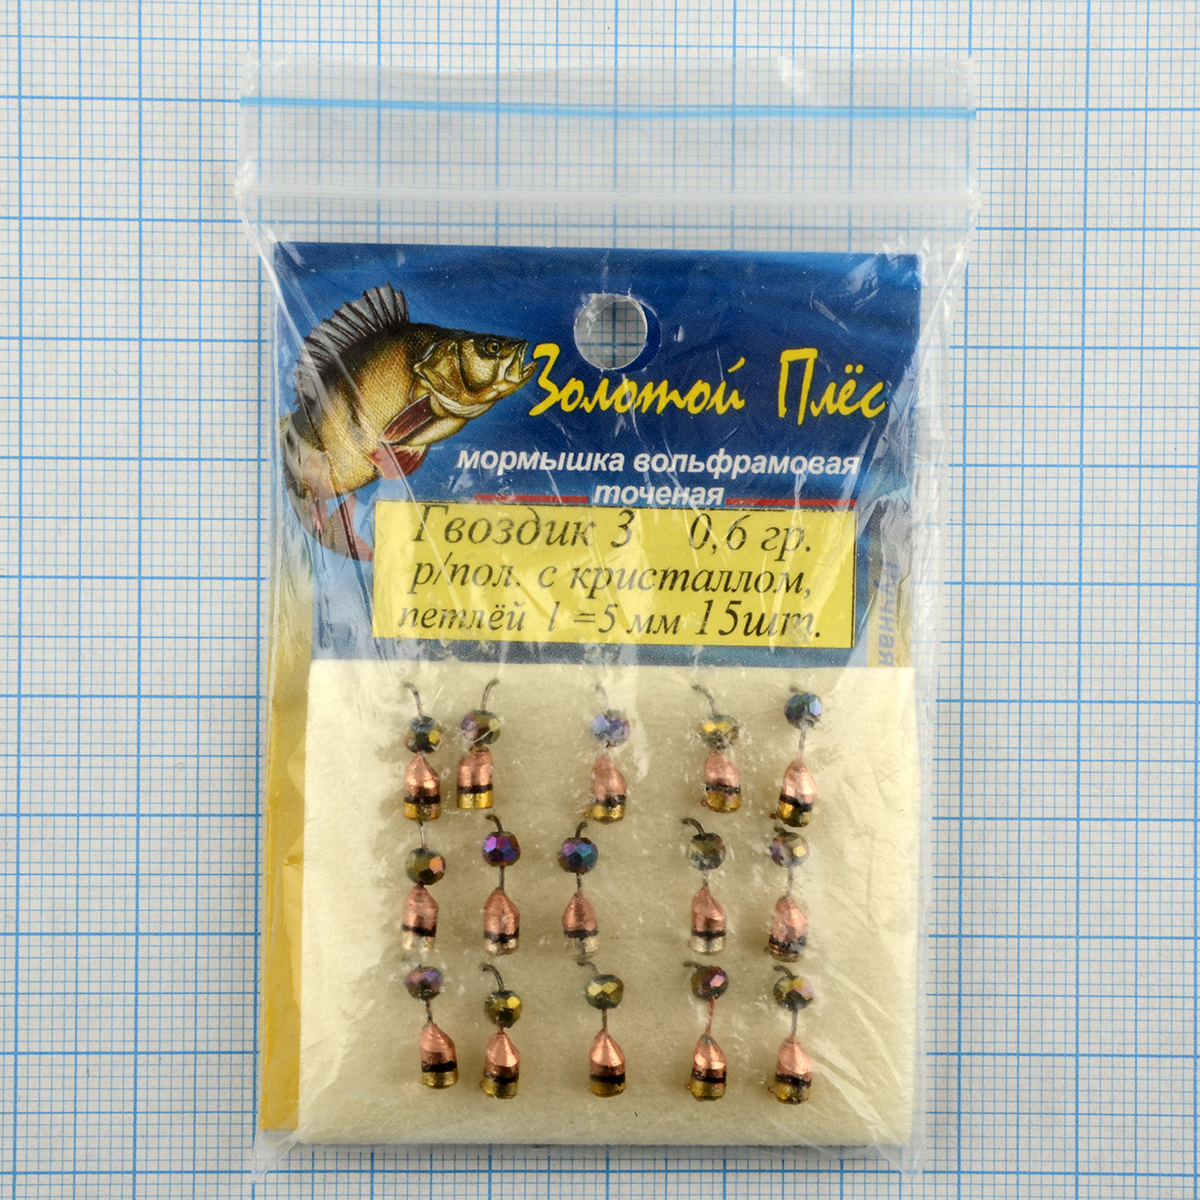 Золотой Плёс
мормышка вольфрамовая
точеная
Гвоздик 3 0,6 гр.
р/пол. с кристаллом,
петлёй l =5 мм 15шт.